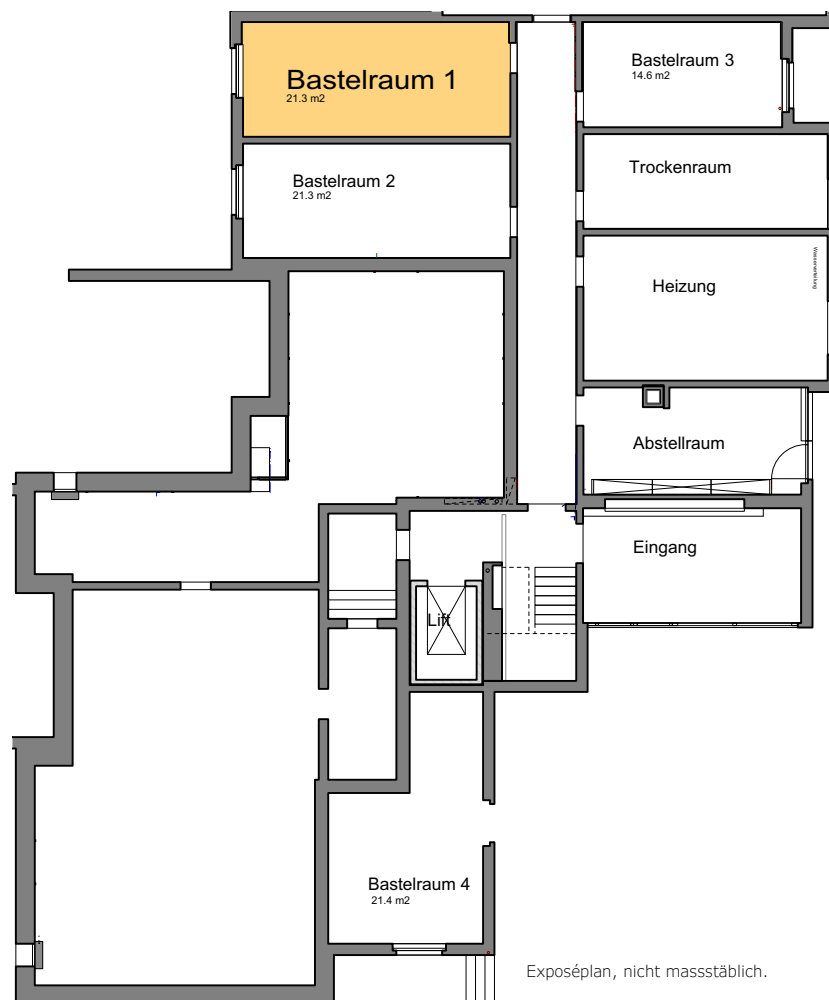 Bastelraum 1
21.3 m2
Bastelraum 3
14.6 m2
Trockenraum
Bastelraum 2
21.3 m2
Heizung
Abstellraum
Eingang
Lift
Bastelraum 4
21.4 m2
Exposéplan, nicht massstäblich.